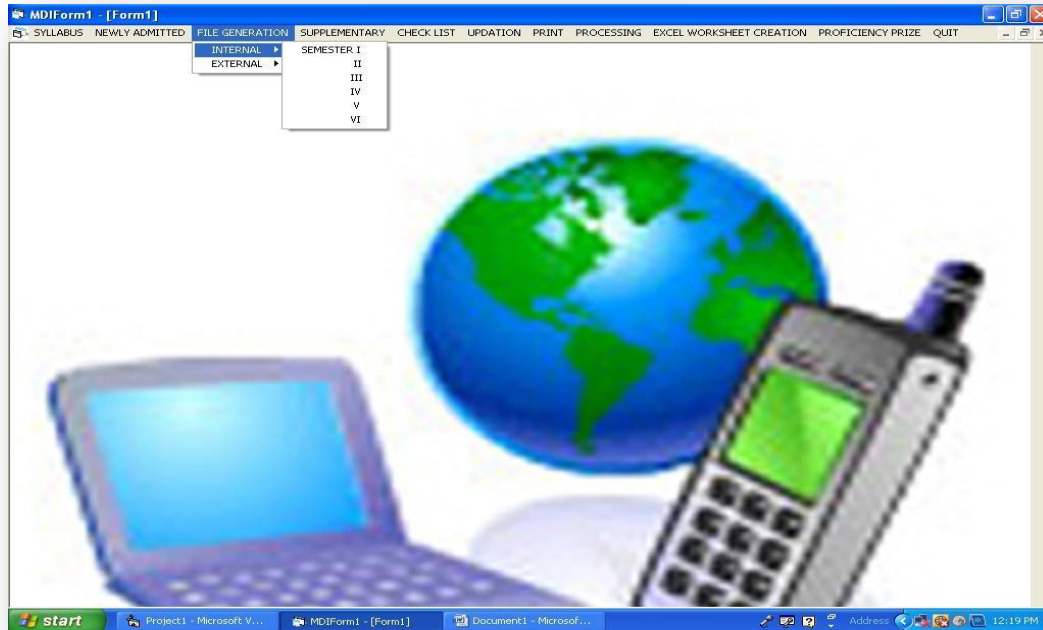 MDIForm1 - [Form1]
SYLLABUS NEWLY ADMITTED FILE GENERATION SUPPLEMENTARY CHECK LIST UPDATION PRINT PROCESSING EXCEL WORKSHEET CREATION PROFICIENCY PRIZE QUIT
INTERNAL
EXTERNAL
SEMESTER I
II
III
IV
V
VI
start Project1 - Microsoft V... MDIForm1 - [Form1] Document1 - Microsof... Address 12:19 PM